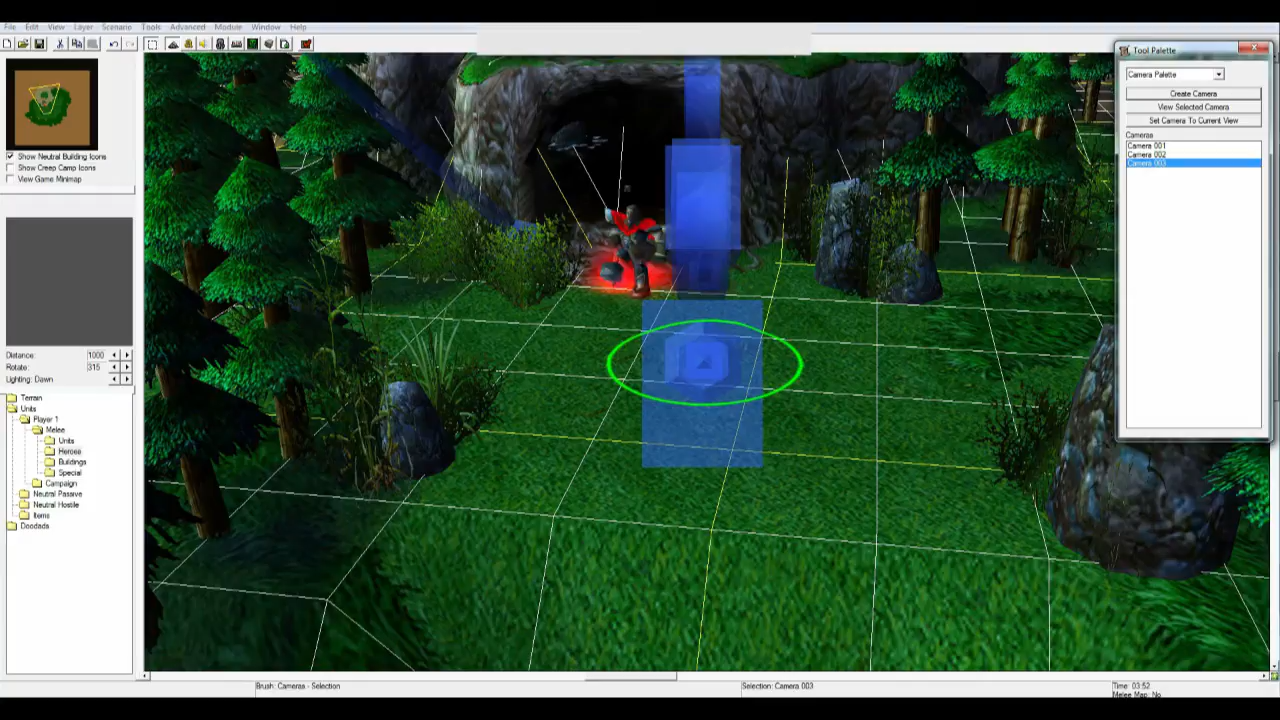 File Edit View Layer Scenario Tools Advanced Module Window Help
Tool Palette
Camera Palette
Create Camera
View Selected Camera
Set Camera To Current View
Cameras
Camera 001
Camera 002
Camera 003
Show Neutral Building Icons
Show Creep Camp Icons
View Game Minimap
Distance: 1000
Rotate: 315
Lighting: Dawn
Terrain
Units
Player 1
Melee
Units
Heroes
Buildings
Special
Campaign
Neutral Passive
Neutral Hostile
Items
Doodads
Brush: Cameras - Selection
Selection: Camera 003
Time: 03:52
Melee Map: No